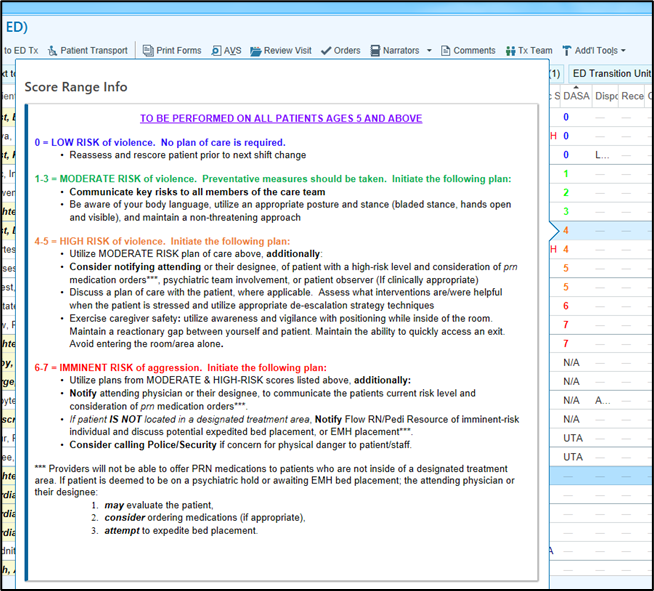 ED)
to ED Tx Patient Transport Print Forms AVS Review Visit Orders Narrators Comments Tx Team Add'l Tools
(1) ED Transition Unit
DASA Rece
Score Range Info
TO BE PERFORMED ON ALL PATIENTS AGES 5 AND ABOVE
0 = LOW RISK of violence. No plan of care is required.
• Reassess and rescore patient prior to next shift change
1-3 = MODERATE RISK of violence. Preventative measures should be taken. Initiate the following plan:
• Communicate key risks to all members of the care team
• Be aware of your body language, utilize an appropriate posture and stance (bladed stance, hands open
and visible), and maintain a non-threatening approach
4-5 = HIGH RISK of violence. Initiate the following plan:
• Utilize MODERATE RISK plan of care above, additionally:
• Consider notifying attending or their designee, of patient with a high-risk level and consideration of prn
medication orders***, psychiatric team involvement, or patient observer (If clinically appropriate)
• Discuss a plan of care with the patient, where applicable. Assess what interventions are/were helpful
when the patient is stressed and utilize appropriate de-escalation strategy techniques
• Exercise caregiver safety: utilize awareness and vigilance with positioning while inside of the room.
Maintain a reactionary gap between yourself and patient. Maintain the ability to quickly access an exit.
Avoid entering the room/area alone.
6-7 = IMMINENT RISK of aggression. Initiate the following plan:
• Utilize plans from MODERATE & HIGH-RISK scores listed above, additionally:
• Notify attending physician or their designee, to communicate the patients current risk level and
consideration of prn medication orders***.
• If patient IS NOT located in a designated treatment area, Notify Flow RN/Pedi Resource of imminent-risk
individual and discuss potential expedited bed placement, or EMH placement***.
• Consider calling Police/Security if concern for physical danger to patient/staff.
*** Providers will not be able to offer PRN medications to patients who are not inside of a designated treatment
area. If patient is deemed to be on a psychiatric hold or awaiting EMH bed placement; the attending physician or
their designee:
1. may evaluate the patient,
2. consider ordering medications (if appropriate),
3. attempt to expedite bed placement.
0 —
H 0 —
0 L... —
1 —
2 —
3 —
4 —
H 4 —
5 —
5 —
6 —
7 —
7 —
N/A —
N/A —
N/A A... —
N/A —
UTA —
UTA —